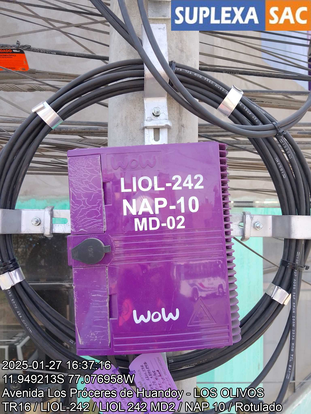 SUPLEXA SAC
WOW
LIOL-242
NAP-10
MD-02
WOW
2025-01-27 16:37:16
11.949213S 77.076958W
Avenida Los Próceres de Huandoy - LOS OLIVOS
TR16 / LIOL-242 / LIOL 242 MD2 / NAP 10 / Rotulado